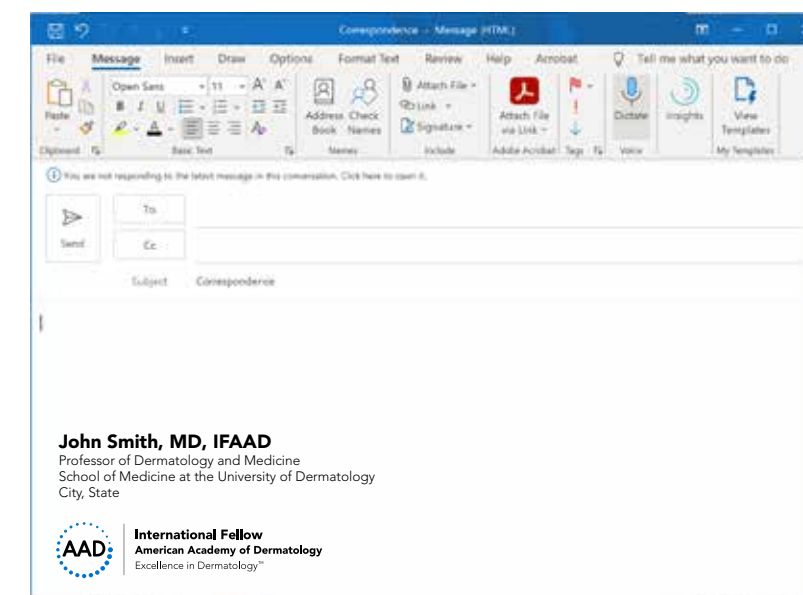 Correspondence - Message (HTML)
File Message Insert Draw Options Format Text Review Help Acrobat Tell me what you want to do
Paste
Clipboard
Open Sans 11 A A
B I U
A
Basic Text
Address Book
Check Names
Names
Attach File
Link
Signature
Include
Attach File via Link
Adobe Acrobat
Tags
Dictate
Voice
Insights
View Templates
My Templates
You are not responding to the latest message in this conversation. Click here to open it.
Send
To
Cc
Subject Correspondence
John Smith, MD, IFAAD
Professor of Dermatology and Medicine
School of Medicine at the University of Dermatology
City, State
AAD
International Fellow
American Academy of Dermatology
Excellence in Dermatology™